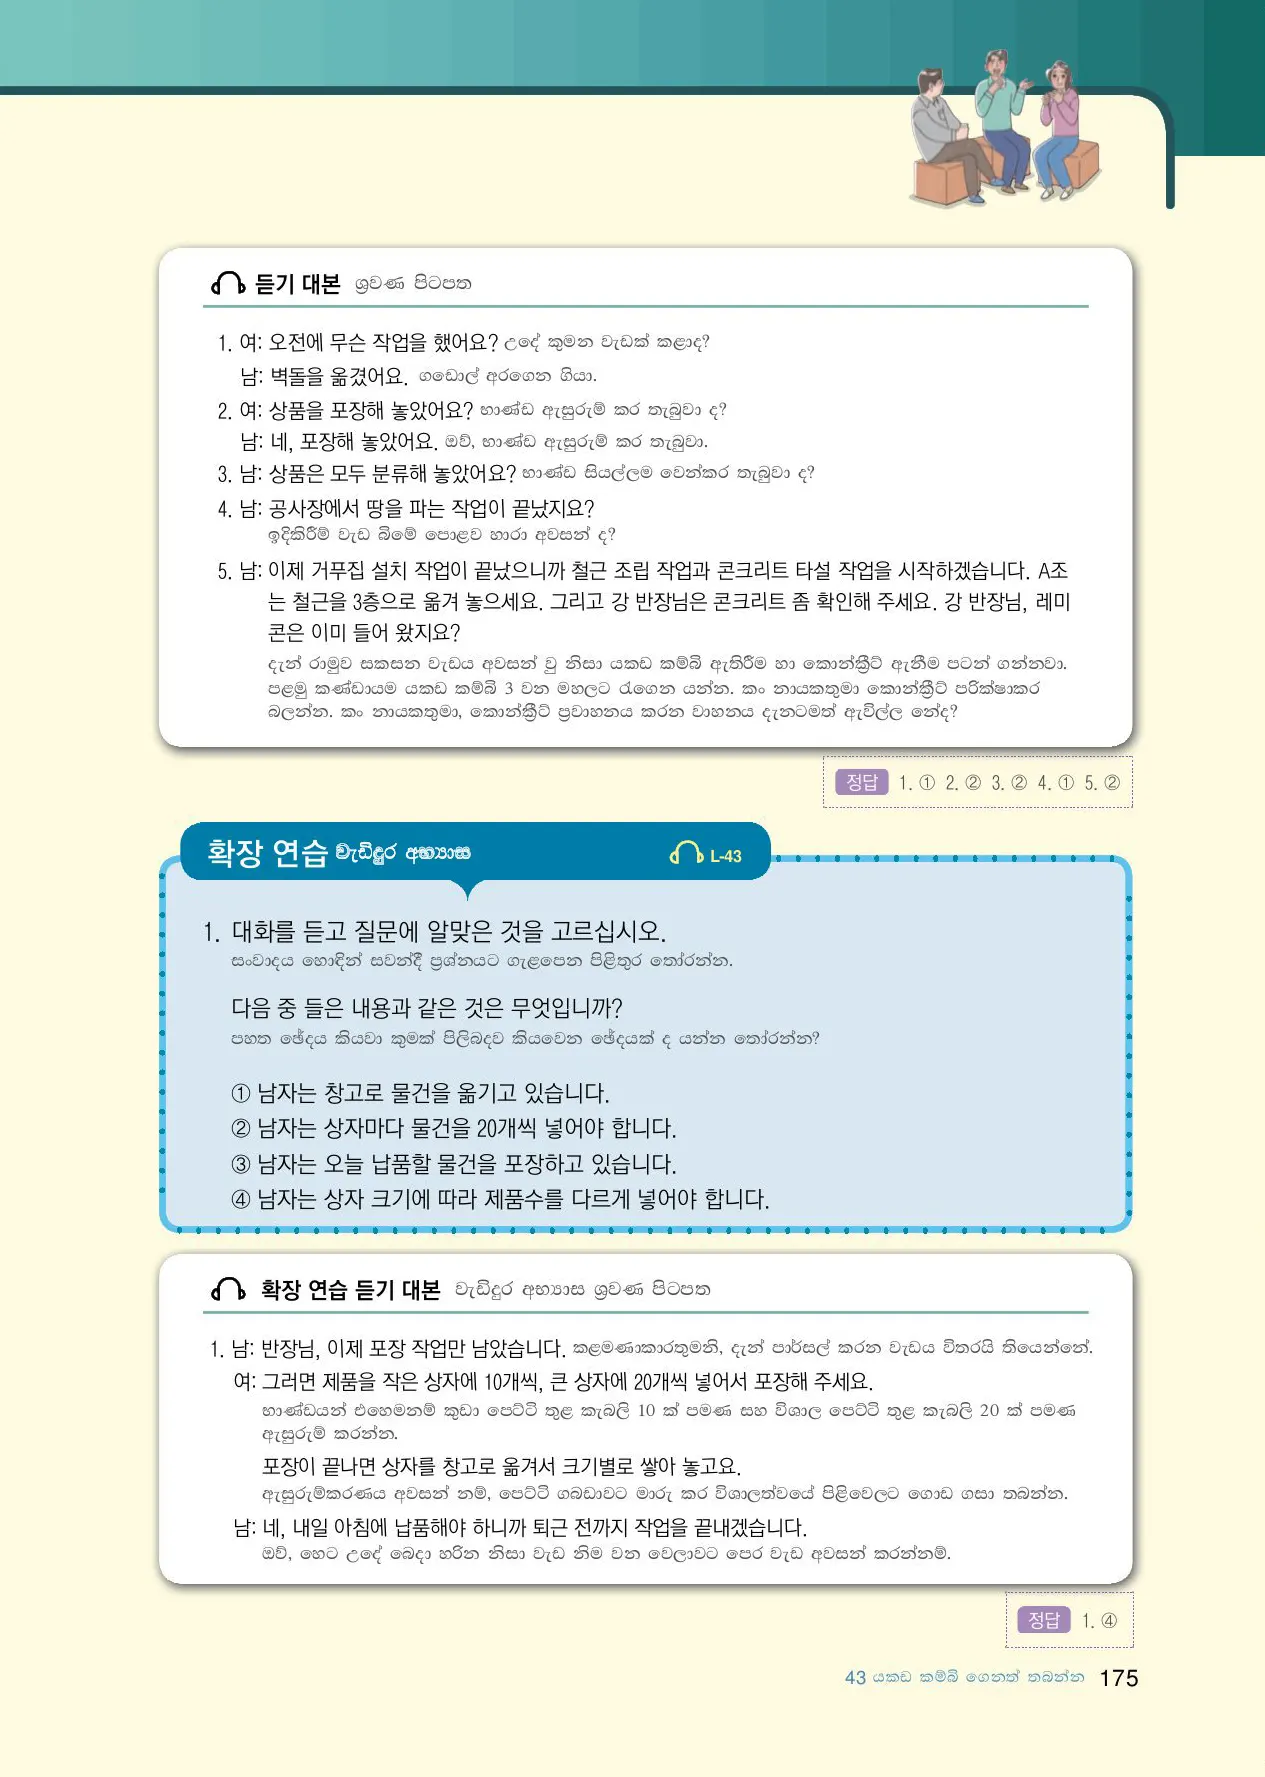 듣기 대본 ශ්‍රවණ පිටපත
1. 여: 오전에 무슨 작업을 했어요? උදේ කුමන වැඩක් කළාද?
남: 벽돌을 옮겼어요. ගඩොල් අරගෙන ගියා.
2. 여: 상품을 포장해 놓았어요? භාණ්ඩ ඇසුරුම් කර තැබුවා ද?
남: 네, 포장해 놓았어요. ඔව්, භාණ්ඩ ඇසුරුම් කර තැබුවා.
3. 남: 상품은 모두 분류해 놓았어요? භාණ්ඩ සියල්ලම වෙන්කර තැබුවා ද?
4. 남: 공사장에서 땅을 파는 작업이 끝났지요?
ඉදිකිරීම් වැඩ බිමේ පොළව හාරා අවසන් ද?
5. 남: 이제 거푸집 설치 작업이 끝났으니까 철근 조립 작업과 콘크리트 타설 작업을 시작하겠습니다. A조
는 철근을 3층으로 옮겨 놓으세요. 그리고 강 반장님은 콘크리트 좀 확인해 주세요. 강 반장님, 레미
콘은 이미 들어 왔지요?
දැන් රාමුව සකසන වැඩය අවසන් වු නිසා යකඩ කම්බි ඇතිරීම හා කොන්ක්‍රීට් ඇනීම පටන් ගන්නවා.
පළමු කණ්ඩායම යකඩ කම්බි 3 වන මහලට රැගෙන යන්න. කං නායකතුමා කොන්ක්‍රීට් පරික්ෂාකර
බලන්න. කං නායකතුමා, කොන්ක්‍රීට් ප්‍රවාහනය කරන වාහනය දැනටමත් ඇවිල්ල නේද?
정답 1. ① 2. ② 3. ② 4. ① 5. ②
확장 연습 වැඩිදුර අභ්‍යාස L-43
1. 대화를 듣고 질문에 알맞은 것을 고르십시오.
සංවාදය හොඳින් සවන්දී ප්‍රශ්නයට ගැළපෙන පිළිතුර තෝරන්න.
다음 중 들은 내용과 같은 것은 무엇입니까?
පහත ඡේදය කියවා කුමක් පිලිබදව කියවෙන ඡේදයක් ද යන්න තෝරන්න?
① 남자는 창고로 물건을 옮기고 있습니다.
② 남자는 상자마다 물건을 20개씩 넣어야 합니다.
③ 남자는 오늘 납품할 물건을 포장하고 있습니다.
④ 남자는 상자 크기에 따라 제품수를 다르게 넣어야 합니다.
확장 연습 듣기 대본 වැඩිදුර අභ්‍යාස ශ්‍රවණ පිටපත
1. 남: 반장님, 이제 포장 작업만 남았습니다. කළමණාකාරතුමනි, දැන් පාර්සල් කරන වැඩය විතරයි තියෙන්නේ.
여: 그러면 제품을 작은 상자에 10개씩, 큰 상자에 20개씩 넣어서 포장해 주세요.
භාණ්ඩයන් එහෙමනම් කුඩා පෙට්ටි තුළ කැබලි 10 ක් පමණ සහ විශාල පෙට්ටි තුළ කැබලි 20 ක් පමණ
ඇසුරුම් කරන්න.
포장이 끝나면 상자를 창고로 옮겨서 크기별로 쌓아 놓고요.
ඇසුරුම්කරණය අවසන් නම්, පෙට්ටි ගබඩාවට මාරු කර විශාලත්වයේ පිළිවෙලට ගොඩ ගසා තබන්න.
남: 네, 내일 아침에 납품해야 하니까 퇴근 전까지 작업을 끝내겠습니다.
ඔව්, හෙට උදේ බෙදා හරින නිසා වැඩ නිම වන වෙලාවට පෙර වැඩ අවසන් කරන්නම්.
정답 1. ④
43 යකඩ කම්බි ගෙනත් තබන්න 175